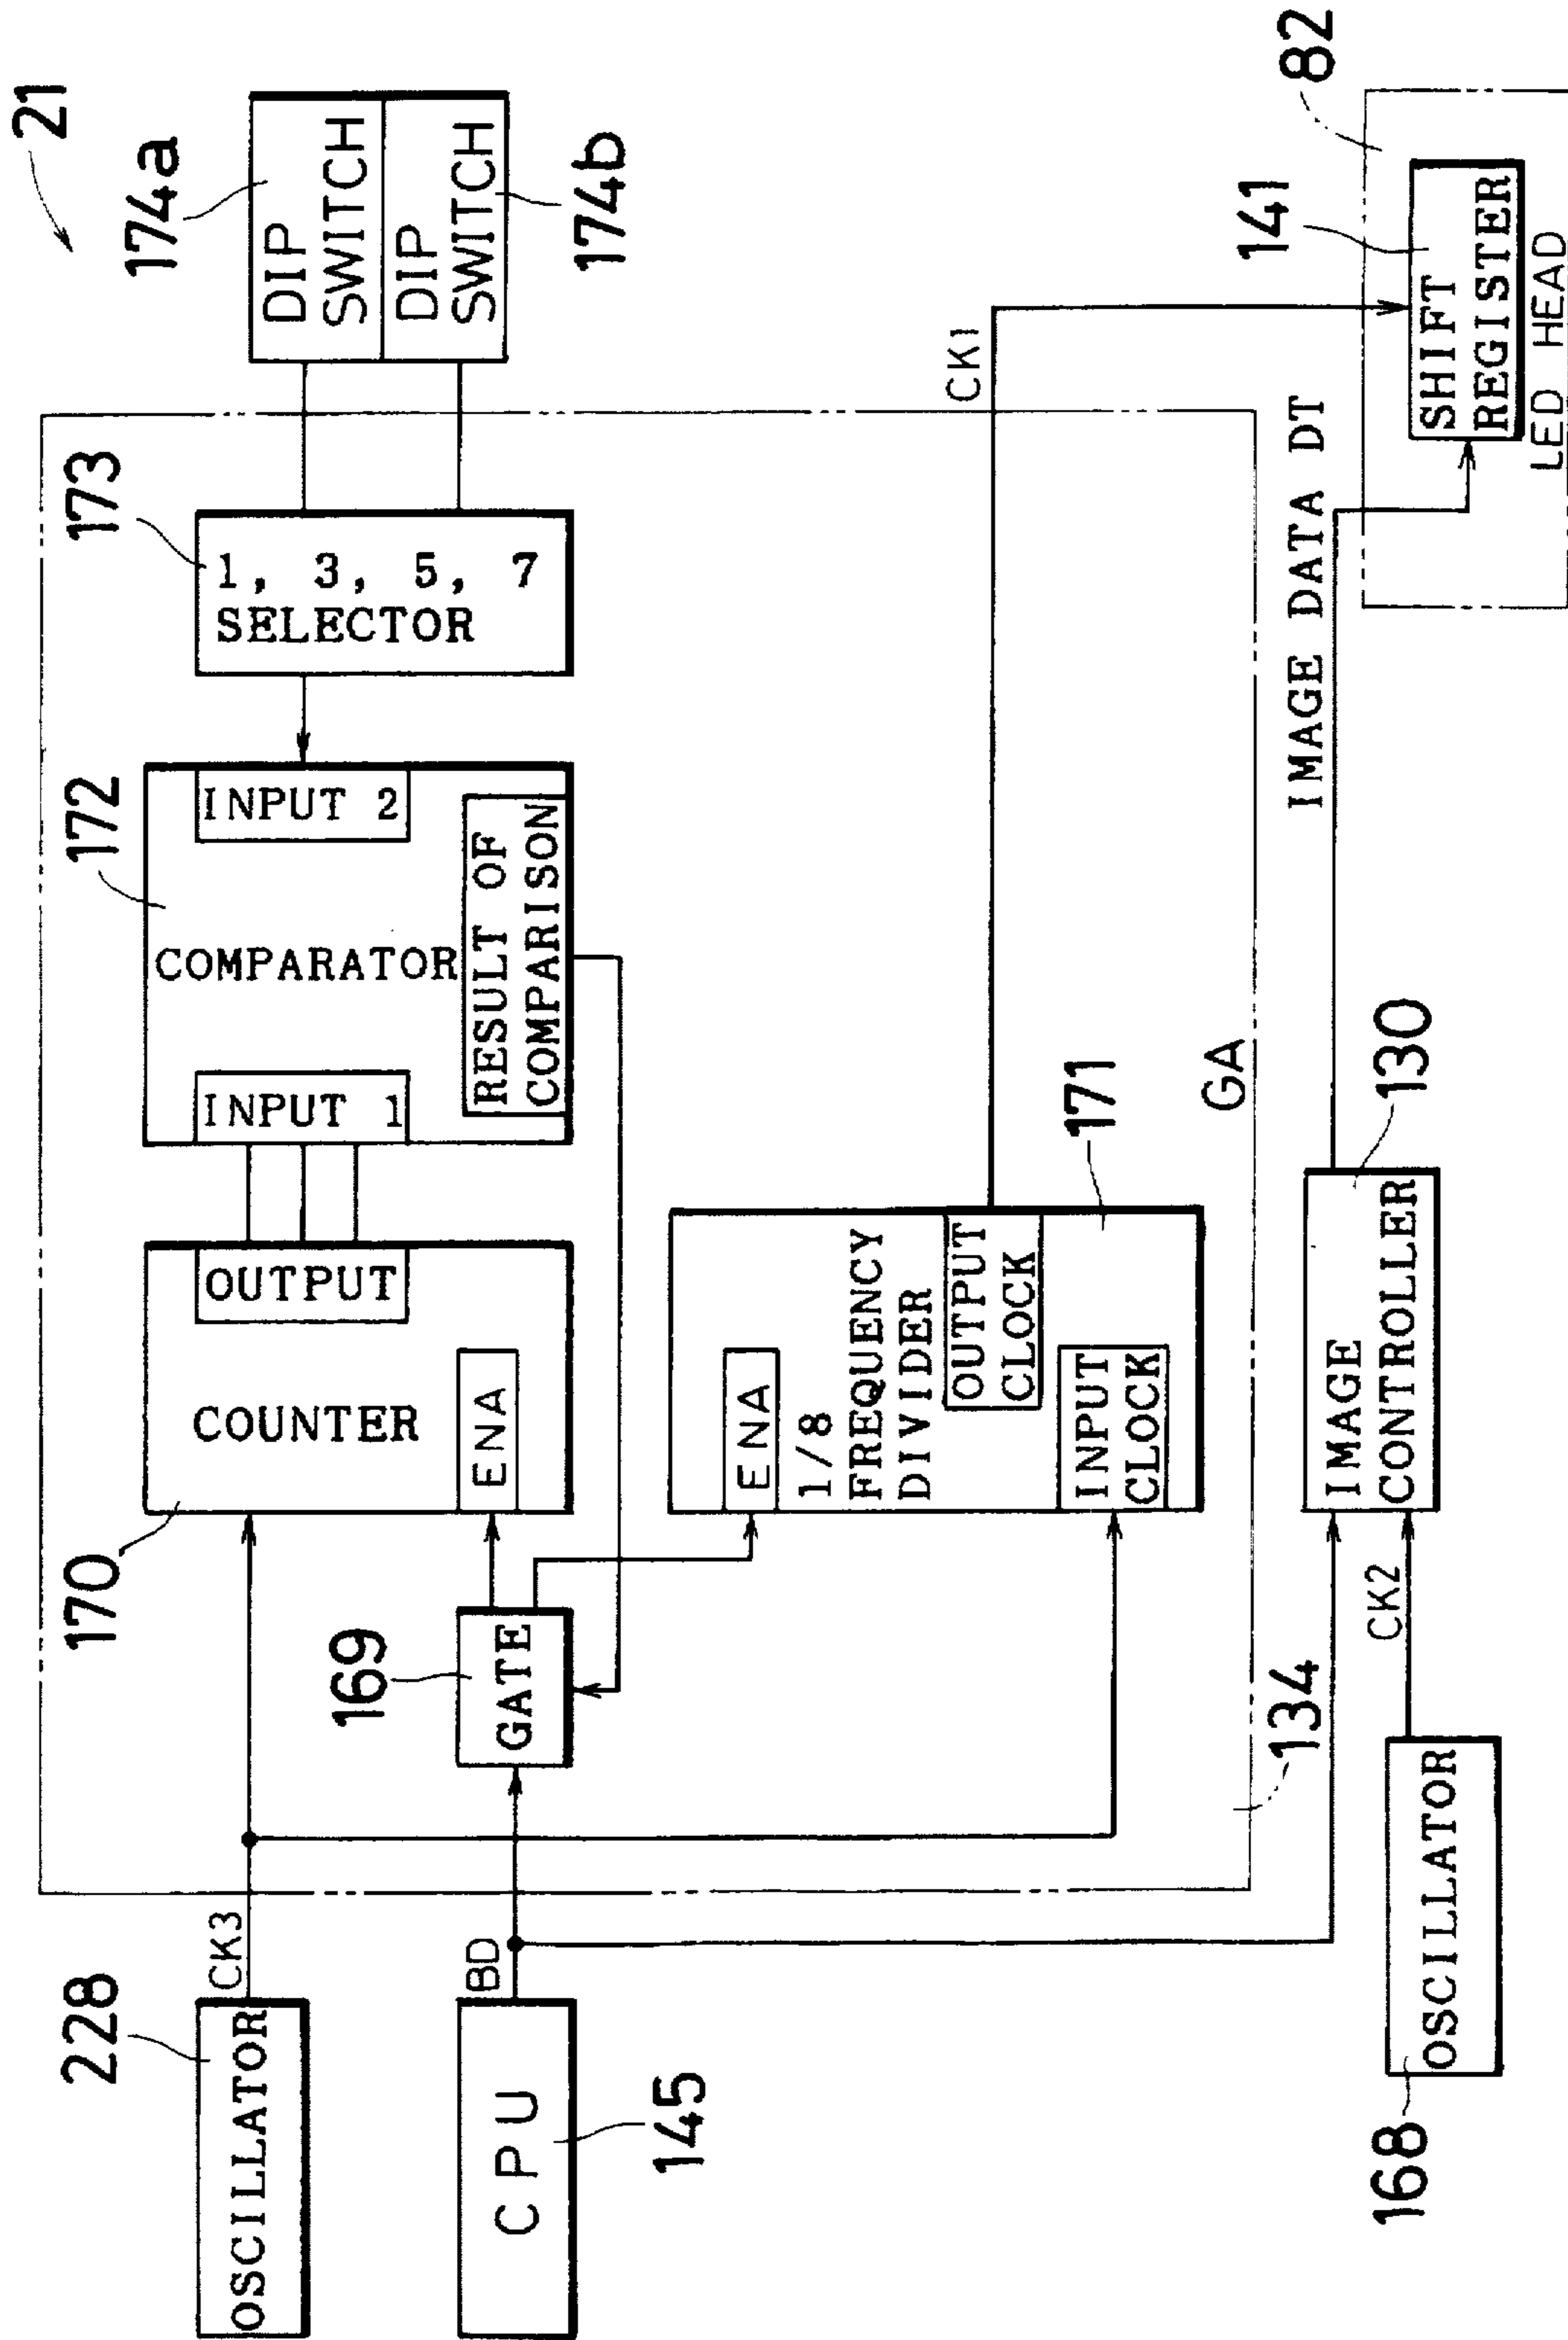 21
228
OSCILLATOR
CK3
170
COUNTER
OUTPUT
ENA
172
INPUT 1
COMPARATOR
INPUT 2
RESULT OF
COMPARISON
173
1, 3, 5, 7
SELECTOR
174a
DIP
SWITCH
DIP
SWITCH
174b
CPU
BD
145
169
GATE
ENA
1/8
FREQUENCY
DIVIDER
OUTPUT
CLOCK
INPUT
CLOCK
171
CK1
GA
134
168
OSCILLATOR
CK2
IMAGE
CONTROLLER
130
IMAGE DATA DT
141
82
SHIFT
REGISTER
LED HEAD